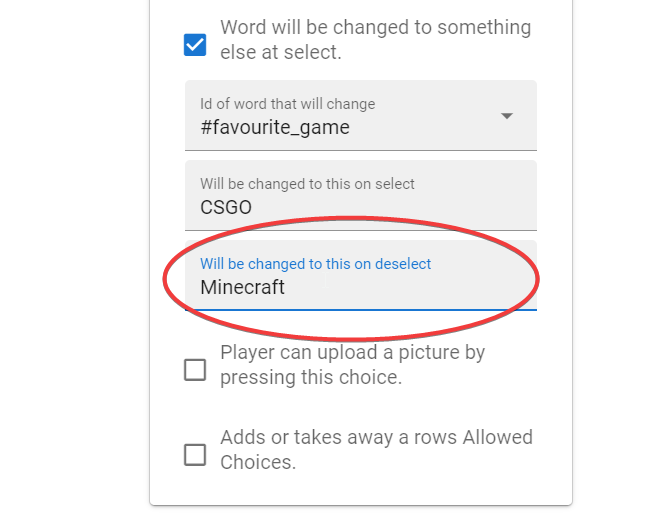 Word will be changed to something
else at select.
Id of word that will change
#favourite_game
Will be changed to this on select
CSGO
Will be changed to this on deselect
Minecraft
Player can upload a picture by
pressing this choice.
Adds or takes away a rows Allowed
Choices.